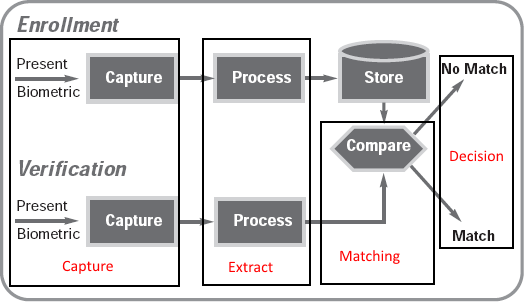 Enrollment
Present
Biometric
Capture
Process
Store
No Match
Compare
Decision
Verification
Present
Biometric
Capture
Process
Match
Capture
Extract
Matching